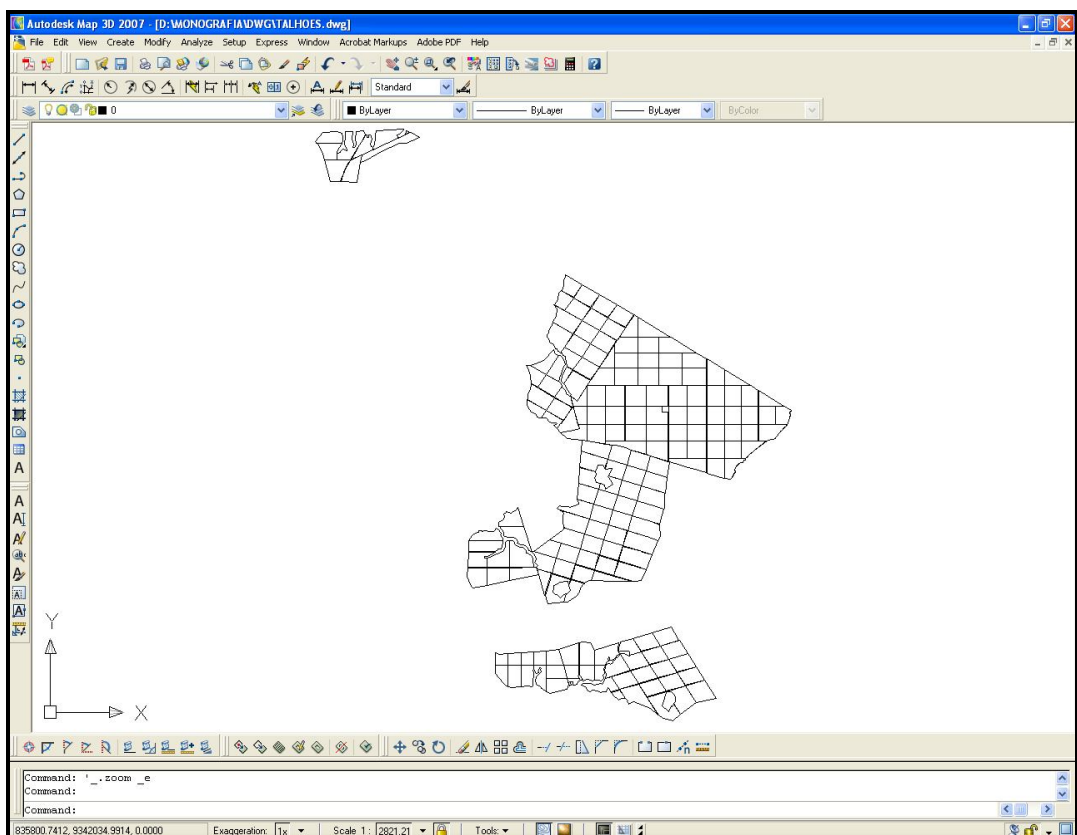 Autodesk Map 3D 2007 - [D:\MONOGRAFIA\DWG\TALHOES.dwg]
File Edit View Create Modify Analyze Setup Express Window Acrobat Markups Adobe PDF Help
Standard
0 ByLayer ByLayer ByLayer ByColor
Y
X
Command: '_.zoom _e
Command:
Command:
835800.7412, 9342034.9914, 0.0000 Exaggeration: 1x Scale 1: 2821.21 Tools: